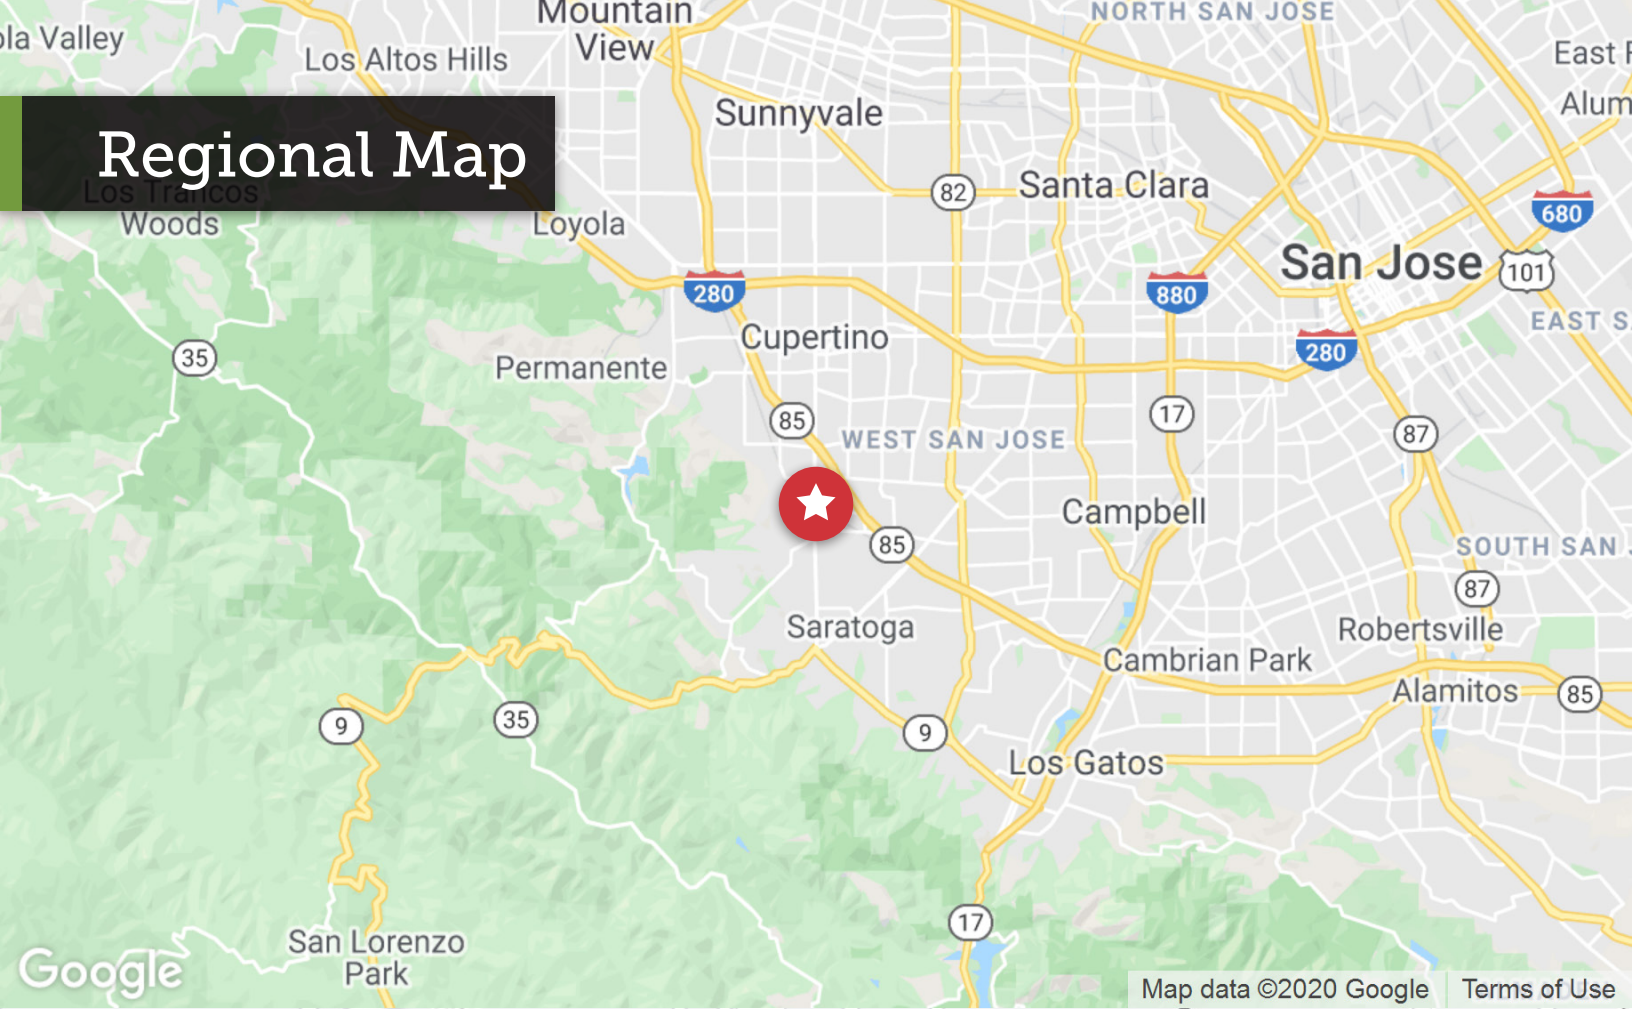 Mountain
View
NORTH SAN JOSE
Los Altos Hills
East
Alum
Sunnyvale
Regional Map
Los Trancos
Woods
82
Santa Clara
680
Loyola
San Jose
101
280
880
EAST S
Cupertino
280
35
Permanente
85
17
87
WEST SAN JOSE
Campbell
85
SOUTH SAN J
87
Saratoga
Robertsville
Cambrian Park
Alamitos
85
9
35
9
Los Gatos
17
San Lorenzo
Park
Google
Map data ©2020 Google
Terms of Use